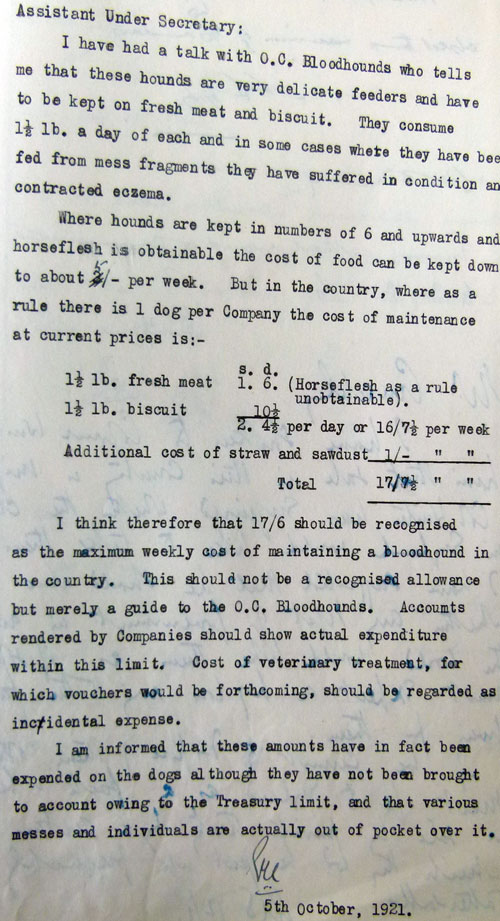 Assistant Under Secretary:
I have had a talk with O.C. Bloodhounds who tells
me that these hounds are very delicate feeders and have
to be kept on fresh meat and biscuit. They consume
1½ lb. a day of each and in some cases where they have bee
fed from mess fragments they have suffered in condition an
contracted eczema.
Where hounds are kept in numbers of 6 and upwards and
horseflesh is obtainable the cost of food can be kept down
to about /- per week. But in the country, where as a
rule there is 1 dog per Company the cost of maintenance
at current prices is:-
s. d.
1½ lb. fresh meat 1. 6. (Horseflesh as a rule
unobtainable).
1½ lb. biscuit 10½
2. 4½ per day or 16/7½ per week
Additional cost of straw and sawdust 1/- " "
Total 17/7½ " "
I think therefore that 17/6 should be recognised
as the maximum weekly cost of maintaining a bloodhound in
the country. This should not be a recognised allowance
but merely a guide to the O.C. Bloodhounds. Accounts
rendered by Companies should show actual expenditure
within this limit. Cost of veterinary treatment, for
which vouchers would be forthcoming, should be regarded as
incidental expense.
I am informed that these amounts have in fact been
expended on the dogs although they have not been brought
to account owing to the Treasury limit, and that various
messes and individuals are actually out of pocket over it.
5th October, 1921.